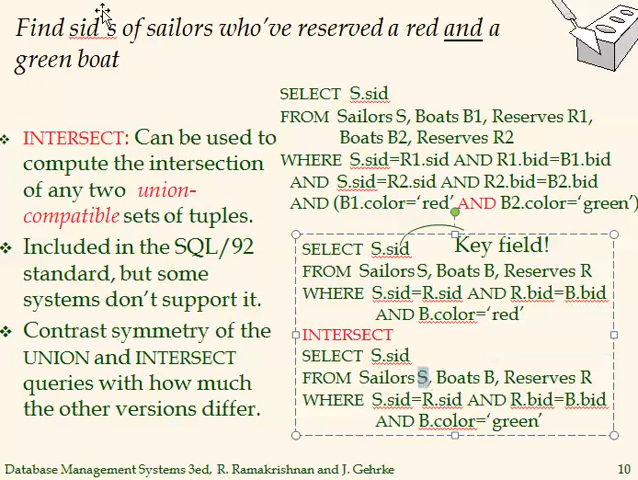 Find sid's of sailors who've reserved a red and a
green boat
❖ INTERSECT: Can be used to
compute the intersection
of any two union-
compatible sets of tuples.
❖ Included in the SQL/92
standard, but some
systems don't support it.
❖ Contrast symmetry of the
UNION and INTERSECT
queries with how much
the other versions differ.
SELECT S.sid
FROM Sailors S, Boats B1, Reserves R1,
Boats B2, Reserves R2
WHERE S.sid=R1.sid AND R1.bid=B1.bid
AND S.sid=R2.sid AND R2.bid=B2.bid
AND (B1.color='red' AND B2.color='green')
SELECT S.sid
Key field!
FROM Sailors S, Boats B, Reserves R
WHERE S.sid=R.sid AND R.bid=B.bid
AND B.color='red'
INTERSECT
SELECT S.sid
FROM Sailors S, Boats B, Reserves R
WHERE S.sid=R.sid AND R.bid=B.bid
AND B.color='green'
Database Management Systems 3ed, R. Ramakrishnan and J. Gehrke
10